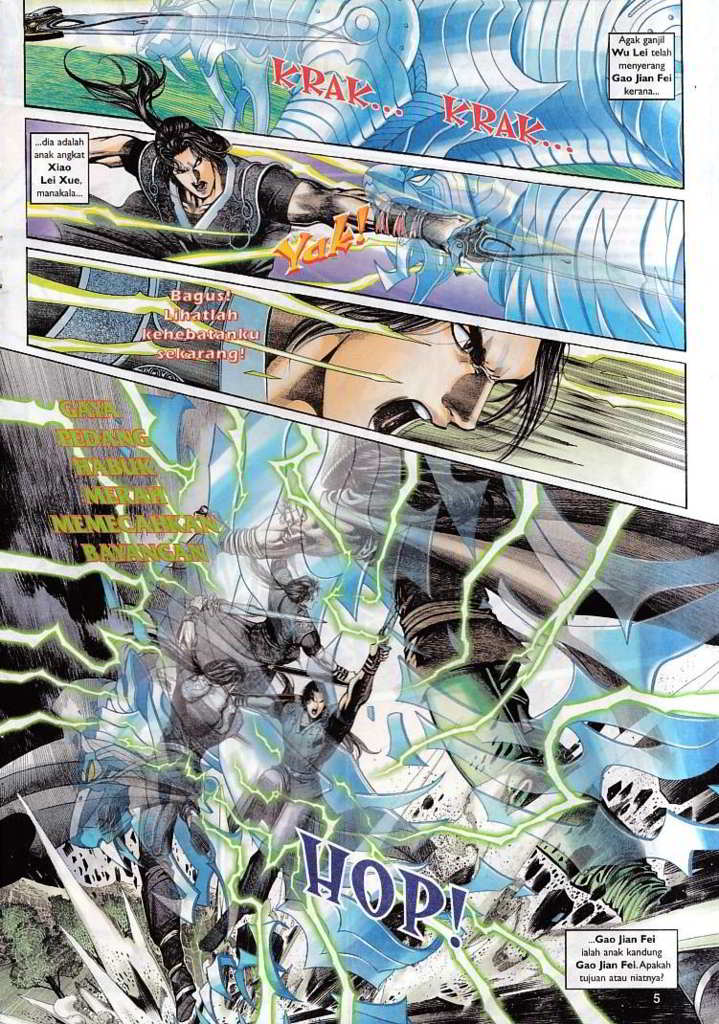 Agak ganjil
Wu Lei telah
menyerang
Gao Jian Fei
kerana...
KRAK...
KRAK...
...dia adalah
anak angkat
Xiao
Lei Xue,
manakala...
Yak!
Bagus!
Lihatlah
kehebatanku
sekarang!
GAYA
PEDANG
HABUK
MERAH
MEMECAHKAN
BAYANGAN
HOP!
...Gao Jian Fei
ialah anak kandung
Gao Jian Fei. Apakah
tujuan atau niatnya?
5